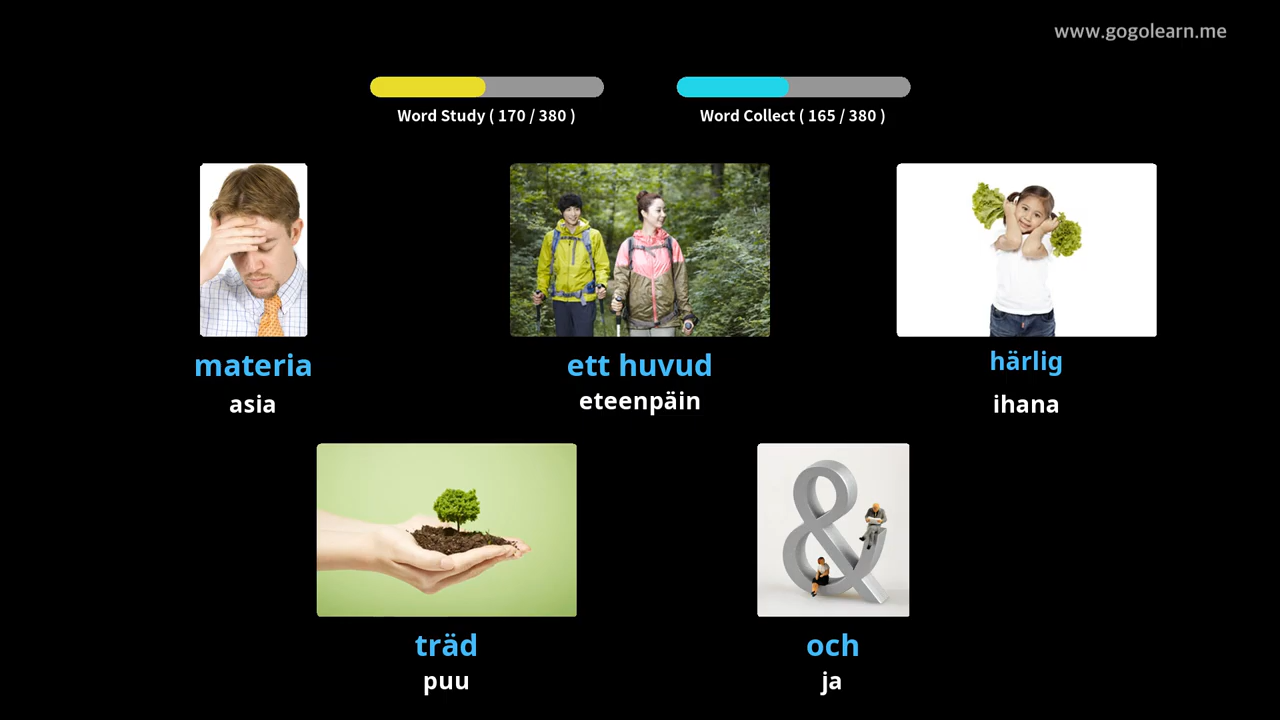 www.gogolearn.me
Word Study ( 170 / 380 )
Word Collect ( 165 / 380 )
materia
asia
ett huvud
eteenpäin
härlig
ihana
träd
puu
och
ja